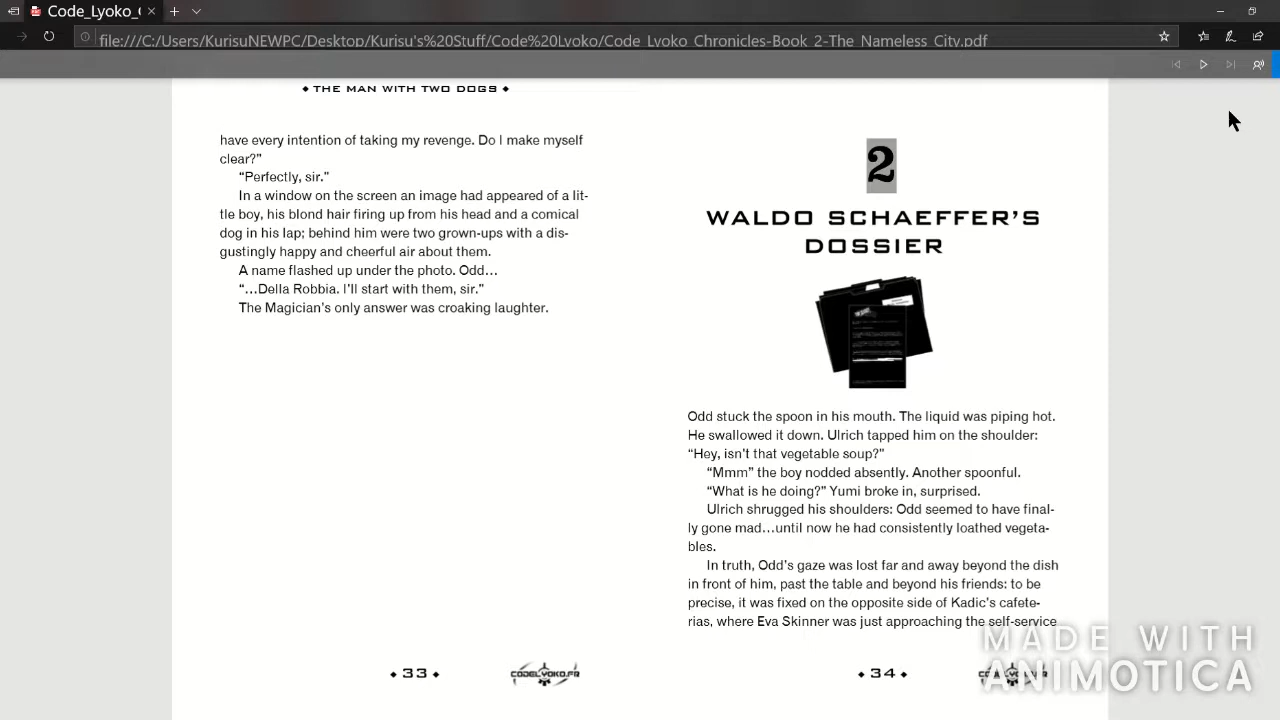 Code_Lyoko_
file:///C:/Users/KurisuNEWPC/Desktop/Kurisu's%20Stuff/Code%20Lyoko/Code_Lyoko_Chronicles-Book_2-The_Nameless_City.pdf
◆ THE MAN WITH TWO DOGS ◆
have every intention of taking my revenge. Do I make myself
clear?”
“Perfectly, sir.”
In a window on the screen an image had appeared of a lit-
tle boy, his blond hair firing up from his head and a comical
dog in his lap; behind him were two grown-ups with a dis-
gustingly happy and cheerful air about them.
A name flashed up under the photo. Odd…
“…Della Robbia. I’ll start with them, sir.”
The Magician’s only answer was croaking laughter.
◆ 33 ◆
CODELYOKO.FR
2
WALDO SCHAEFFER’S
DOSSIER
Odd stuck the spoon in his mouth. The liquid was piping hot.
He swallowed it down. Ulrich tapped him on the shoulder:
“Hey, isn’t that vegetable soup?”
“Mmm” the boy nodded absently. Another spoonful.
“What is he doing?” Yumi broke in, surprised.
Ulrich shrugged his shoulders: Odd seemed to have final-
ly gone mad…until now he had consistently loathed vegeta-
bles.
In truth, Odd’s gaze was lost far and away beyond the dish
in front of him, past the table and beyond his friends: to be
precise, it was fixed on the opposite side of Kadic’s cafete-
rias, where Eva Skinner was just approaching the self-service
◆ 34 ◆
MADE WITH
ANIMOTICA